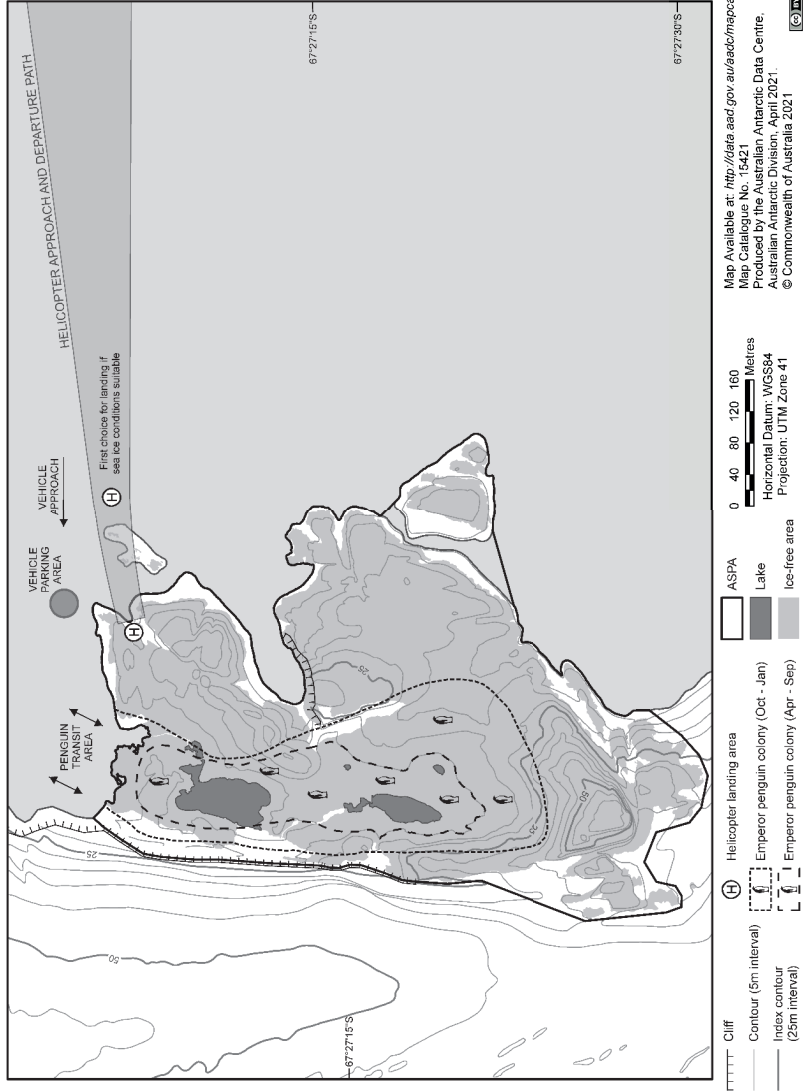 HELICOPTER APPROACH AND DEPARTURE PATH
VEHICLE
APPROACH
VEHICLE
PARKING
AREA
First choice for landing if
sea ice conditions suitable
H
H
PENGUIN
TRANSIT
AREA
67°27'15"S
67°27'30"S
67°27'15"S
25
50
25
25
50
Cliff
Contour (5m interval)
Index contour
(25m interval)
H Helicopter landing area
Emperor penguin colony (Oct - Jan)
Emperor penguin colony (Apr - Sep)
ASPA
Lake
Ice-free area
0 40 80 120 160
Metres
Horizontal Datum: WGS84
Projection: UTM Zone 41
Map Available at: http://data.aad.gov.au/aadc/mapca
Map Catalogue No. 15421
Produced by the Australian Antarctic Data Centre,
Australian Antarctic Division, April 2021.
© Commonwealth of Australia 2021
cc